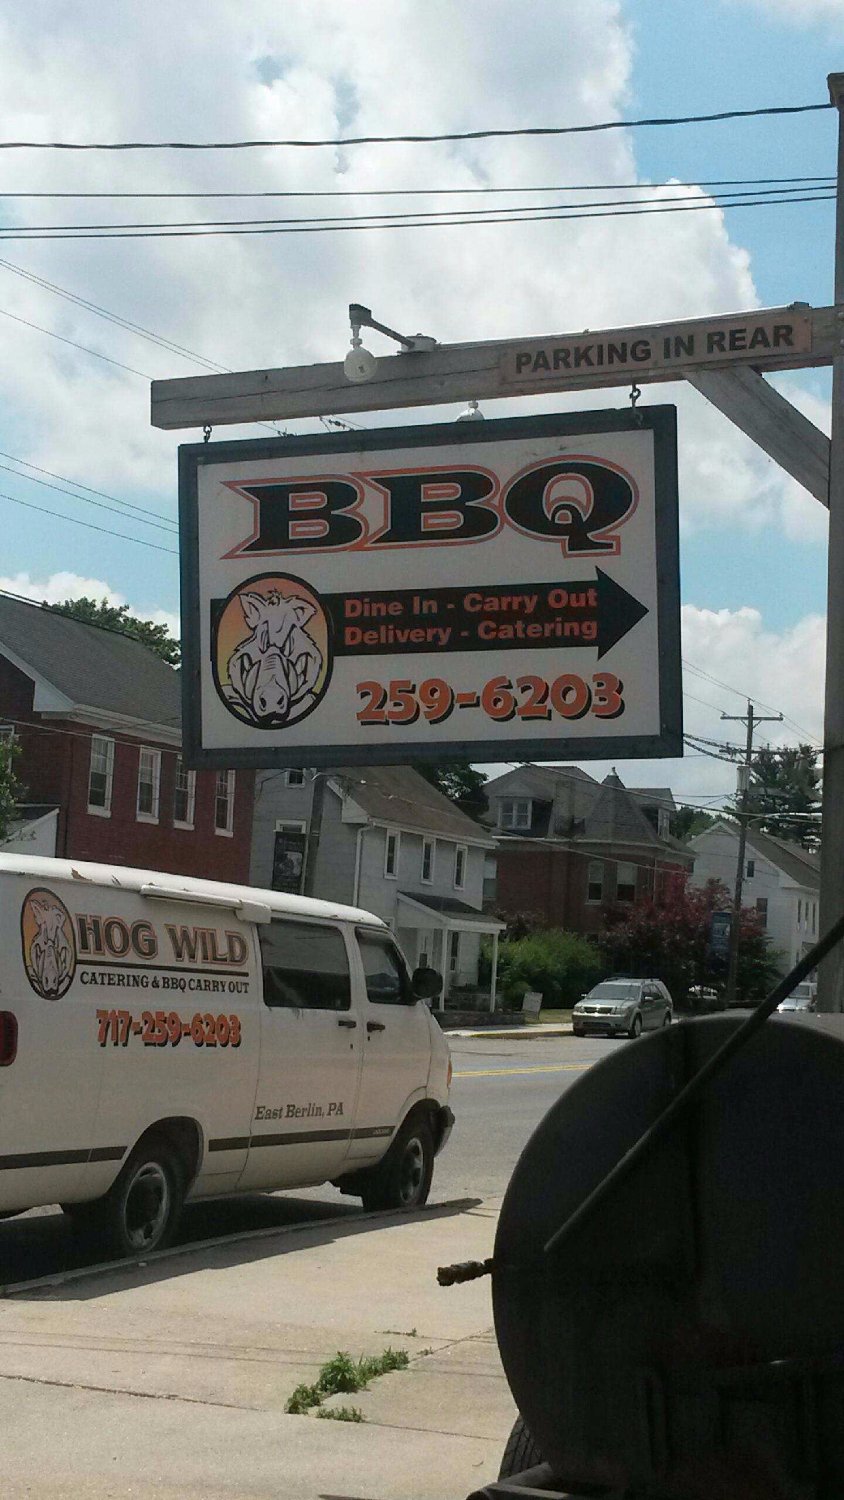 PARKING IN REAR
BBQ
Dine In - Carry Out
Delivery - Catering
259-6203
HOG WILD
CATERING & BBQ CARRY OUT
717-259-6203
East Berlin, PA